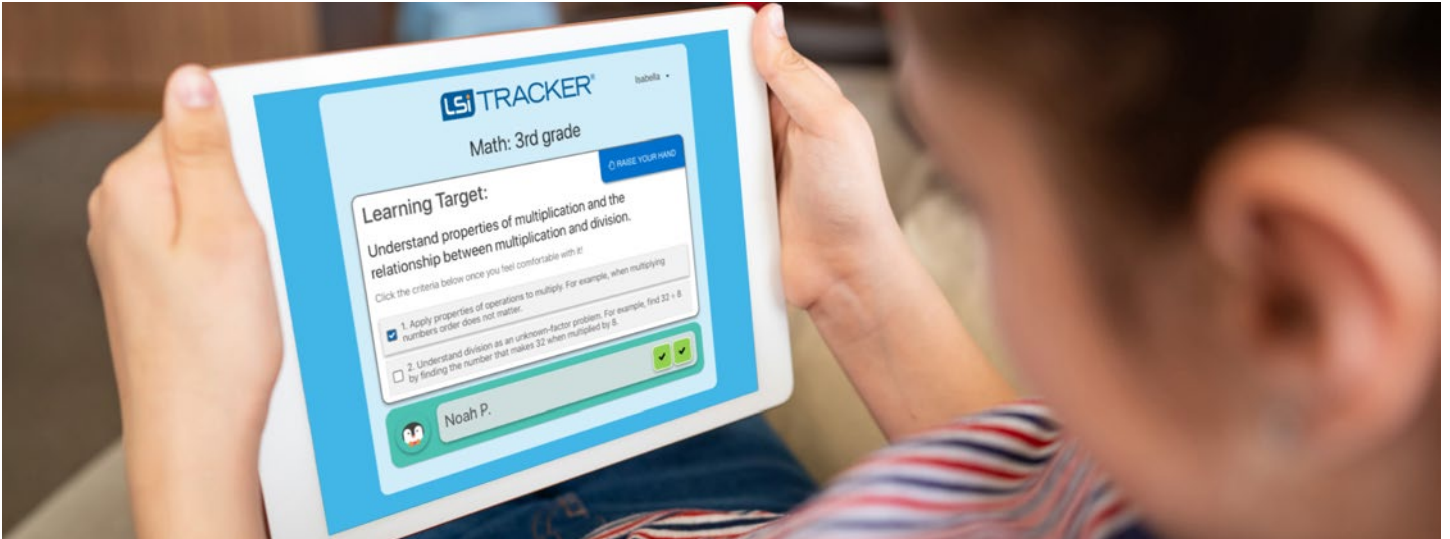 LSi TRACKER®
Isabella
Math: 3rd grade
RAISE YOUR HAND
Learning Target:
Understand properties of multiplication and the
relationship between multiplication and division.
Click the criteria below once you feel comfortable with it!
1. Apply properties of operations to multiply. For example, when multiplying
numbers order does not matter.
2. Understand division as an unknown-factor problem. For example, find 32 ÷ 8
by finding the number that makes 32 when multiplied by 8.
Noah P.